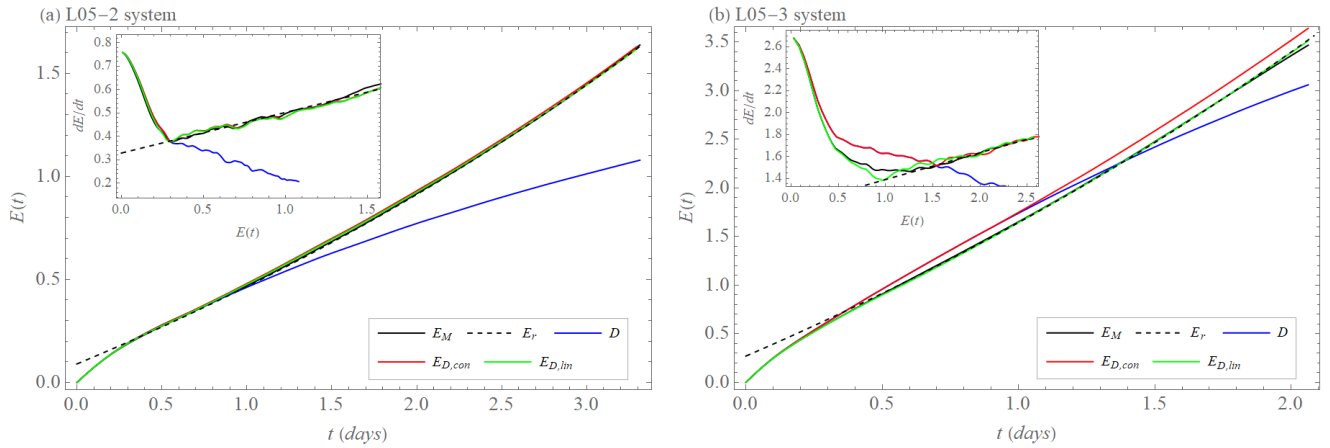 (a) L05−2 system
E(t)
1.5
1.0
0.5
0.0
0.0 0.5 1.0 1.5 2.0 2.5 3.0
t (days)
dE/dt
0.8
0.7
0.6
0.5
0.4
0.3
0.2
0.0 0.5 1.0 1.5
E(t)
E_M E_r D
E_{D,con} E_{D,lin}
(b) L05−3 system
E(t)
3.5
3.0
2.5
2.0
1.5
1.0
0.5
0.0
0.0 0.5 1.0 1.5 2.0
t (days)
dE/dt
2.6
2.4
2.2
2.0
1.8
1.6
1.4
0.0 0.5 1.0 1.5 2.0 2.5
E(t)
E_M E_r D
E_{D,con} E_{D,lin}